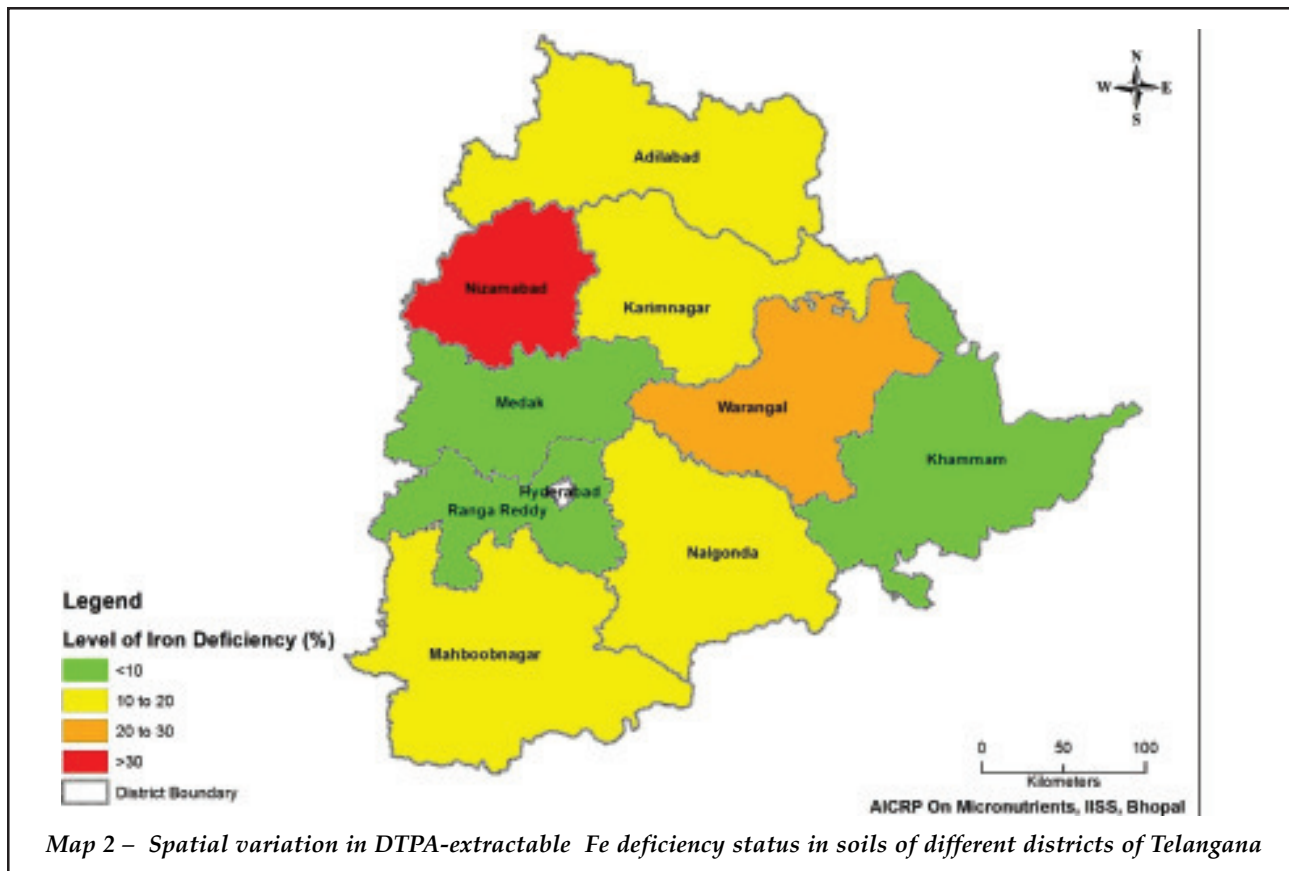 N
W E
S
Adilabad
Nizamabad
Karimnagar
Medak
Warangal
Khammam
Hyderabad
Ranga Reddy
Nalgonda
Mahboobnagar
Legend
Level of Iron Deficiency (%)
<10
10 to 20
20 to 30
>30
District Boundary
0 50 100
Kilometers
AICRP On Micronutrients, IISS, Bhopal
Map 2 – Spatial variation in DTPA-extractable Fe deficiency status in soils of different districts of Telangana